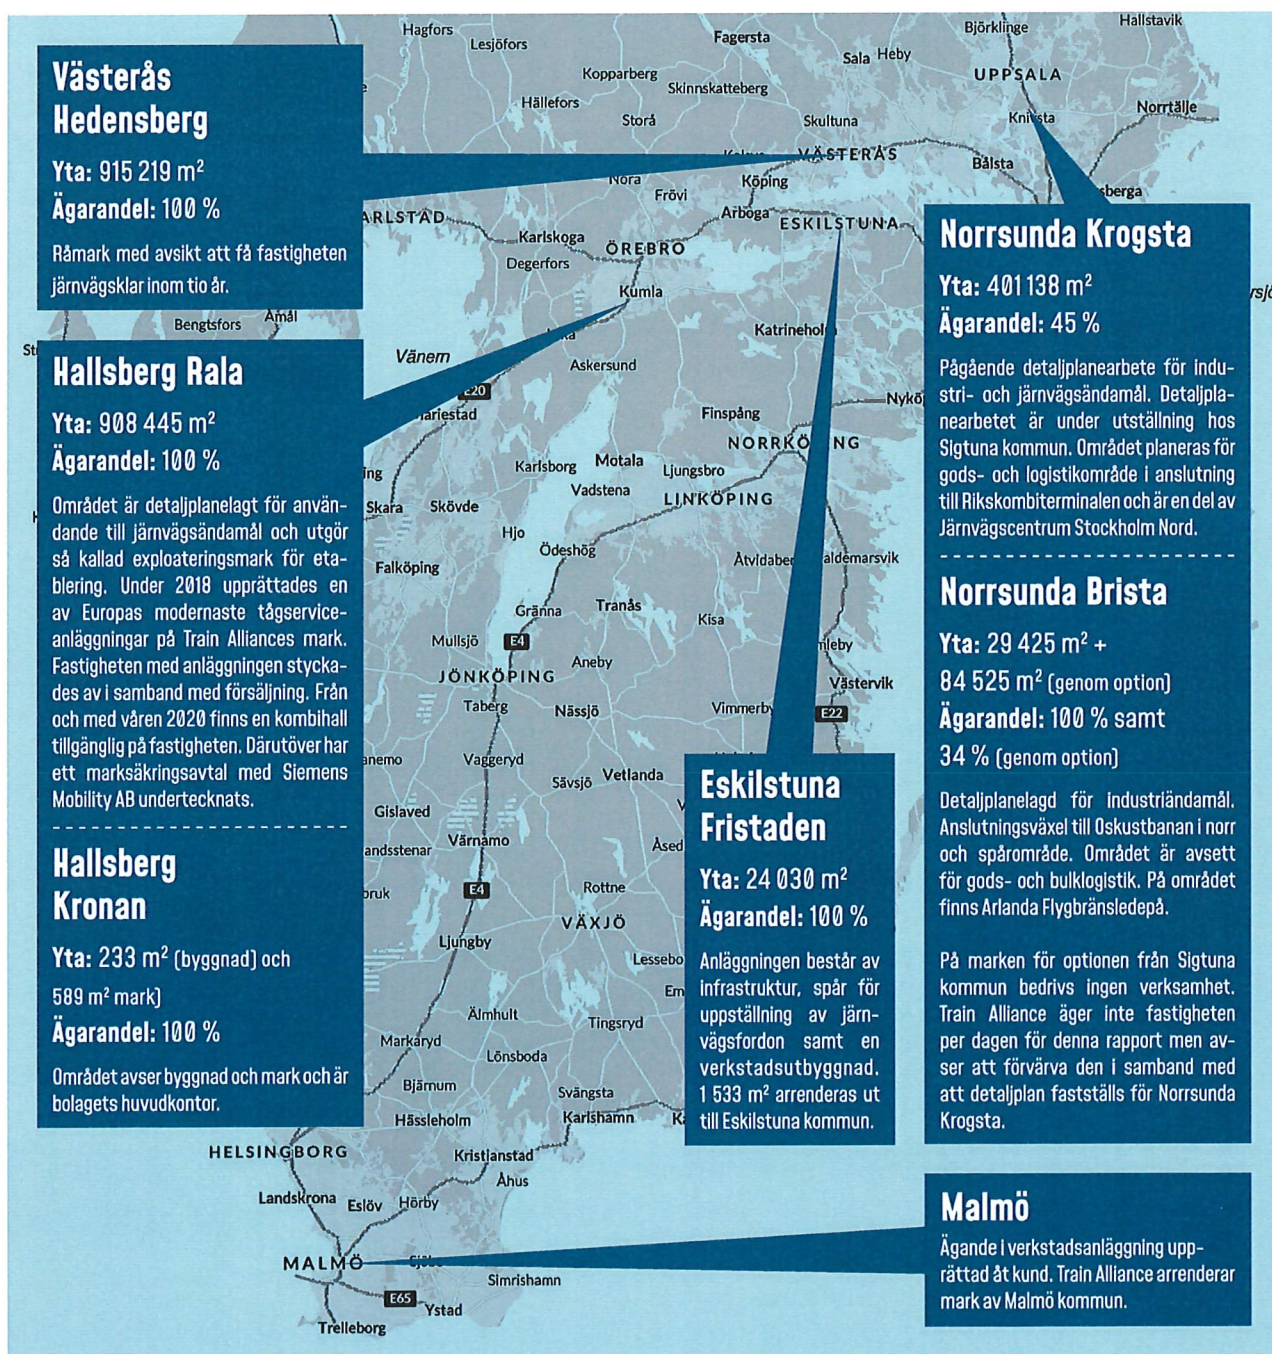 Västerås
Hedensberg
Yta: 915 219 m²
Ägarandel: 100 %
Råmark med avsikt att få fastigheten
järnvägsklar inom tio år.
Hallsberg Rala
Yta: 908 445 m²
Ägarandel: 100 %
Området är detaljplanelagt för använ-
dande till järnvägsändamål och utgör
så kallad exploateringsmark för eta-
blering. Under 2018 upprättades en
av Europas modernaste tågservice-
anläggningar på Train Alliances mark.
Fastigheten med anläggningen stycka-
des av i samband med försäljning. Från
och med våren 2020 finns en kombihall
tillgänglig på fastigheten. Därutöver har
ett marksäkringsavtal med Siemens
Mobility AB undertecknats.
Hallsberg
Kronan
Yta: 233 m² (byggnad) och
589 m² mark)
Ägarandel: 100 %
Området avser byggnad och mark och är
bolagets huvudkontor.
Norrsunda Krogsta
Yta: 401 138 m²
Ägarandel: 45 %
Pågående detaljplanearbete för indu-
stri- och järnvägsändamål. Detaljpla-
nearbetet är under utställning hos
Sigtuna kommun. Området planeras för
gods- och logistikområde i anslutning
till Rikskombiterminalen och är en del av
Järnvägscentrum Stockholm Nord.
Norrsunda Brista
Yta: 29 425 m² +
84 525 m² (genom option)
Ägarandel: 100 % samt
34 % (genom option)
Detaljplanelagd för industriändamål.
Anslutningsväxel till Oskustbanan i norr
och spårområde. Området är avsett
för gods- och bulklogistik. På området
finns Arlanda Flygbränsledepå.
På marken för optionen från Sigtuna
kommun bedrivs ingen verksamhet.
Train Alliance äger inte fastigheten
per dagen för denna rapport men av-
ser att förvärva den i samband med
att detaljplan fastställs för Norrsunda
Krogsta.
Eskilstuna
Fristaden
Yta: 24 030 m²
Ägarandel: 100 %
Anläggningen består av
infrastruktur, spår för
uppställning av järn-
vägsfordon samt en
verkstadsutbyggnad.
1 533 m² arrenderas ut
till Eskilstuna kommun.
Malmö
Ägande i verkstadsanläggning upp-
rättad åt kund. Train Alliance arrenderar
mark av Malmö kommun.
Hagfors
Lesjöfors
Fagersta
Björklinge
Hallstavik
Sala
Heby
Kopparberg
Skinnskatteberg
UPPSALA
Hällefors
Storå
Skultuna
Knivsta
Norrtälje
VÄSTERÅS
Bålsta
Nora
Frövi
Köping
Arboga
ESKILSTUNA
Karlskoga
ÖREBRO
Degerfors
Kumla
Bengtsfors
Åmål
Vänern
Katrineholm
Askersund
E20
Finspång
NORRKÖPING
Karlsborg
Motala
Ljungsbro
Vadstena
LINKÖPING
Skara
Skövde
Hjo
Ödeshög
Falköping
Gränna
Tranås
Kisa
Mullsjö
E4
Aneby
JÖNKÖPING
Västervik
Taberg
Nässjö
Vimmerby
E22
Vaggeryd
Sävsjö
Vetlanda
Gislaved
Värnamo
E4
Rottne
VÄXJÖ
Ljungby
Lessebo
Älmhult
Tingsryd
Markaryd
Lönsboda
Bjärnum
Svängsta
Hässleholm
Karlshamn
HELSINGBORG
Kristianstad
Åhus
Landskrona
Eslöv
Hörby
MALMÖ
Simrishamn
E65
Ystad
Trelleborg